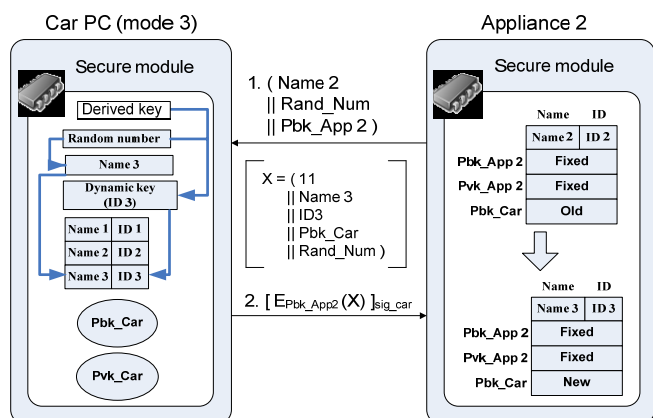 Car PC (mode 3)
Secure module
Derived key
Random number
Name 3
Dynamic key
(ID 3)
Name 1 ID 1
Name 2 ID 2
Name 3 ID 3
Pbk_Car
Pvk_Car
1. ( Name 2
|| Rand_Num
|| Pbk_App 2 )
X = ( 11
|| Name 3
|| ID3
|| Pbk_Car
|| Rand_Num )
2. [ EPbk_App2 (X) ]sig_car
Appliance 2
Secure module
Name ID
Name 2 ID 2
Pbk_App 2 Fixed
Pvk_App 2 Fixed
Pbk_Car Old
Name ID
Name 3 ID 3
Pbk_App 2 Fixed
Pvk_App 2 Fixed
Pbk_Car New